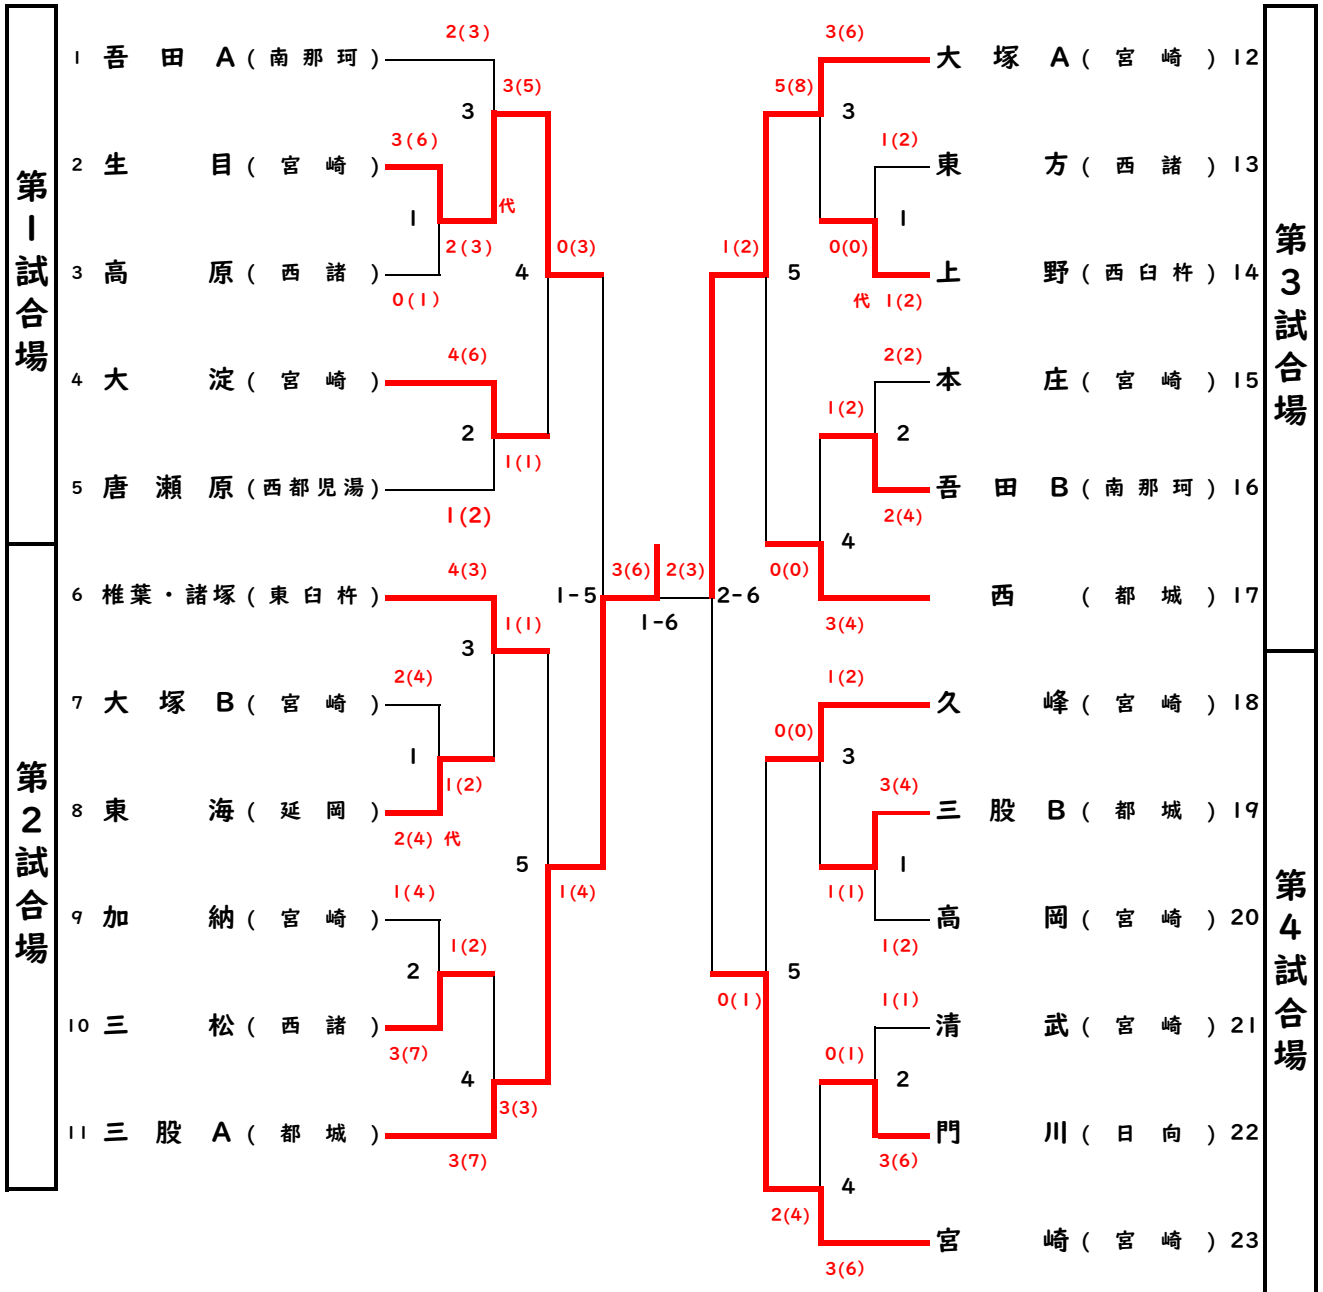 第1試合場
第2試合場
1 吾田A(南那珂)
2 生目(宮崎)
3 高原(西諸)
4 大淀(宮崎)
5 唐瀬原(西都児湯)
6 椎葉・諸塚(東臼杵)
7 大塚B(宮崎)
8 東海(延岡)
9 加納(宮崎)
10 三松(西諸)
11 三股A(都城)
2(3)
3(5)
3
3(6)
代
1
2(3)
0(3)
4
0(1)
4(6)
2
1(1)
1(2)
4(3)
1(1)
3
2(4)
1
1(2)
2(4) 代
5
1(4)
1(4)
1(2)
2
3(7)
4
3(3)
3(7)
1-5
3(6)
2(3)
2-6
1-6
3(6)
5(8)
3
1(2)
1
1(2)
0(0)
5
代 1(2)
2(2)
1(2)
2
2(4)
4
0(0)
3(4)
1(2)
0(0)
3
3(4)
1
1(1)
1(2)
5
0(1)
1(1)
0(1)
2
3(6)
4
2(4)
3(6)
大塚A(宮崎)12
東方(西諸)13
上野(西臼杵)14
本庄(宮崎)15
吾田B(南那珂)16
西(都城)17
久峰(宮崎)18
三股B(都城)19
高岡(宮崎)20
清武(宮崎)21
門川(日向)22
宮崎(宮崎)23
第3試合場
第4試合場